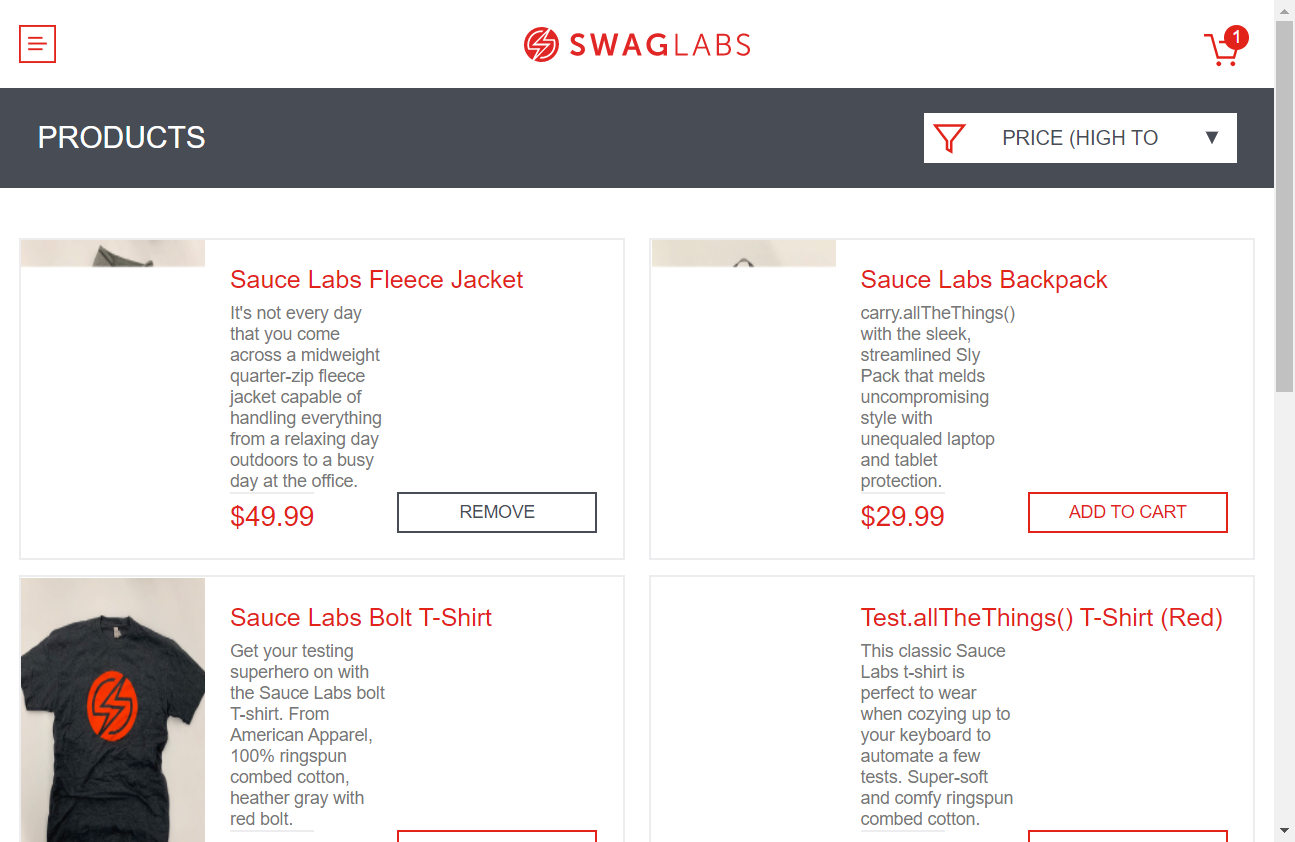 SWAGLABS
1
PRODUCTS
PRICE (HIGH TO
Sauce Labs Fleece Jacket
It's not every day
that you come
across a midweight
quarter-zip fleece
jacket capable of
handling everything
from a relaxing day
outdoors to a busy
day at the office.
$49.99
REMOVE
Sauce Labs Backpack
carry.allTheThings()
with the sleek,
streamlined Sly
Pack that melds
uncompromising
style with
unequaled laptop
and tablet
protection.
$29.99
ADD TO CART
Sauce Labs Bolt T-Shirt
Get your testing
superhero on with
the Sauce Labs bolt
T-shirt. From
American Apparel,
100% ringspun
combed cotton,
heather gray with
red bolt.
Test.allTheThings() T-Shirt (Red)
This classic Sauce
Labs t-shirt is
perfect to wear
when cozying up to
your keyboard to
automate a few
tests. Super-soft
and comfy ringspun
combed cotton.